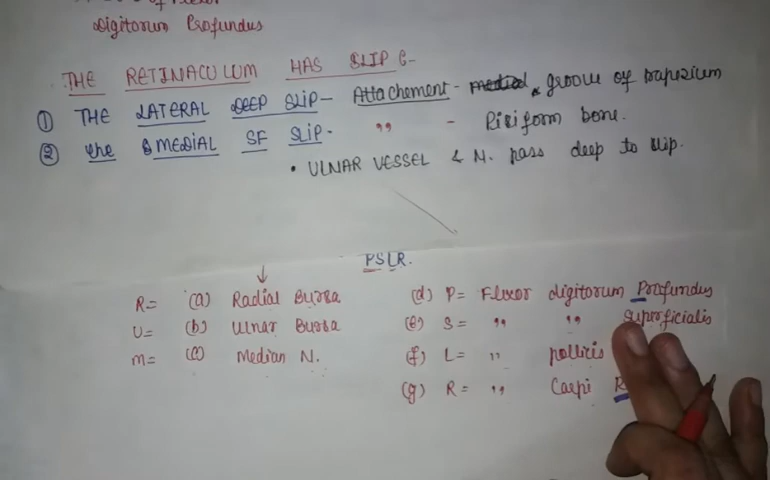 Digitorum Profundus
THE RETINACULUM HAS SLIP G-
① THE LATERAL DEEP SLIP- Attachement - groove of trapezium
② the MEDIAL SF SLIP. ,, - Pisiform bone.
• ULNAR VESSEL & N. pass deep to slip.
PSLR.
R= (a) Radial Bursa
U= (b) Ulnar Bursa
m= (c) Median N.
(d) P= Flexor digitorum Profundus
(e) S= ,, ,, Superficialis
(f) L= ,, pollicis
(g) R= ,, Carpi R